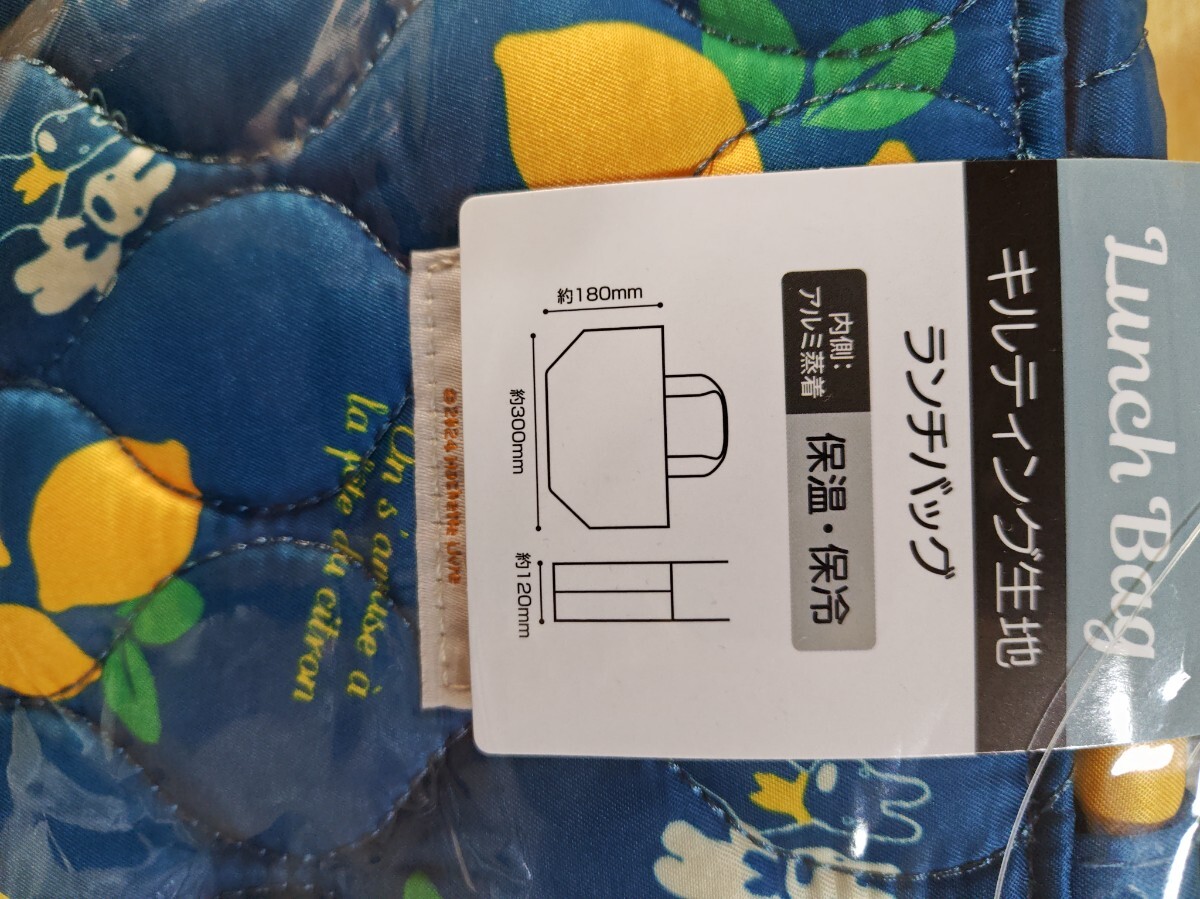 Lunch Bag
キルティング生地
ランチバッグ
内側:
アルミ蒸着
保温・保冷
約180mm
約300mm
約120mm
On s'amuse à
la fête du citron